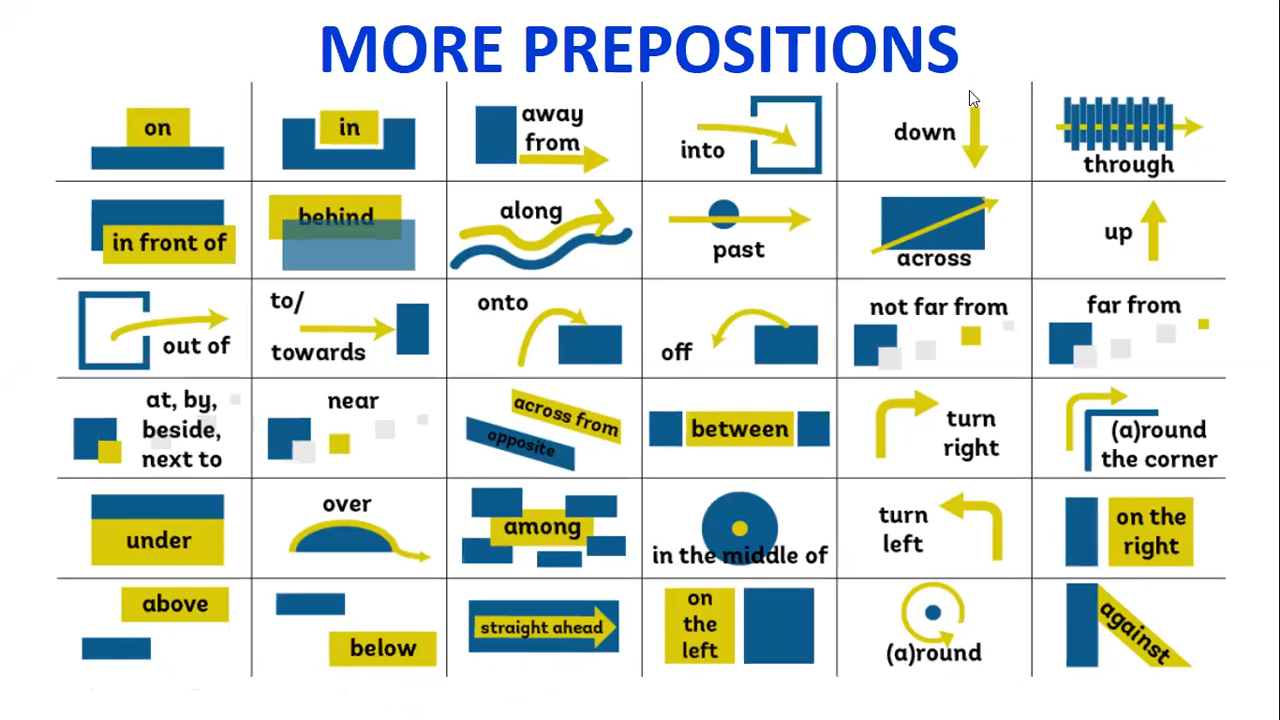 MORE PREPOSITIONS
on
in
away
from
into
down
through
in front of
behind
along
past
across
up
out of
to/
towards
onto
off
not far from
far from
at, by,
beside,
next to
near
across from
opposite
between
turn
right
(a)round
the corner
under
over
among
in the middle of
turn
left
on the
right
above
below
straight ahead
on
the
left
(a)round
against